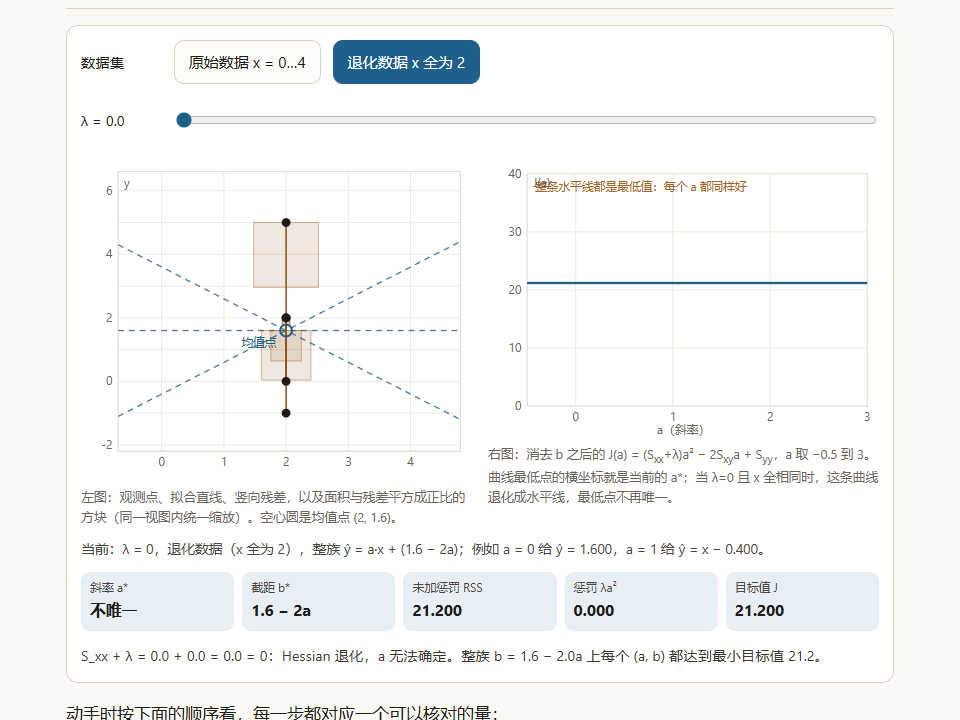 数据集
原始数据 x = 0…4
退化数据 x 全为 2
λ = 0.0
y
6
4
2
0
-2
0
1
2
3
4
均值点
40
30
20
10
0
0
1
2
3
J(a)
整条水平线都是最低值：每个 a 都同样好
a（斜率）
左图：观测点、拟合直线、竖向残差，以及面积与残差平方成正比的
方块（同一视图内统一缩放）。空心圆是均值点 (2, 1.6)。
右图：消去 b 之后的 J(a) = (Sxx+λ)a² − 2Sxya + Syy，a 取 −0.5 到 3。
曲线最低点的横坐标就是当前的 a*；当 λ=0 且 x 全相同时，这条曲线
退化成水平线，最低点不再唯一。
当前：λ = 0，退化数据（x 全为 2），整族 ŷ = a·x + (1.6 − 2a)；例如 a = 0 给 ŷ = 1.600，a = 1 给 ŷ = x − 0.400。
斜率 a*
不唯一
截距 b*
1.6 − 2a
未加惩罚 RSS
21.200
惩罚 λa²
0.000
目标值 J
21.200
S_xx + λ = 0.0 + 0.0 = 0.0 = 0：Hessian 退化，a 无法确定。整族 b = 1.6 − 2.0a 上每个 (a, b) 都达到最小目标值 21.2。
动手时按下面的顺序看，每一步都对应一个可以核对的量：